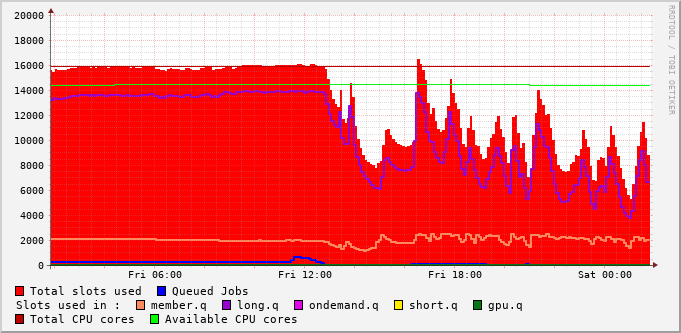 20000
18000
16000
14000
12000
10000
8000
6000
4000
2000
0
Fri 06:00 Fri 12:00 Fri 18:00 Sat 00:00
RRDTOOL / TOBI OETIKER
Total slots used Queued Jobs
Slots used in : member.q long.q ondemand.q short.q gpu.q
Total CPU cores Available CPU cores